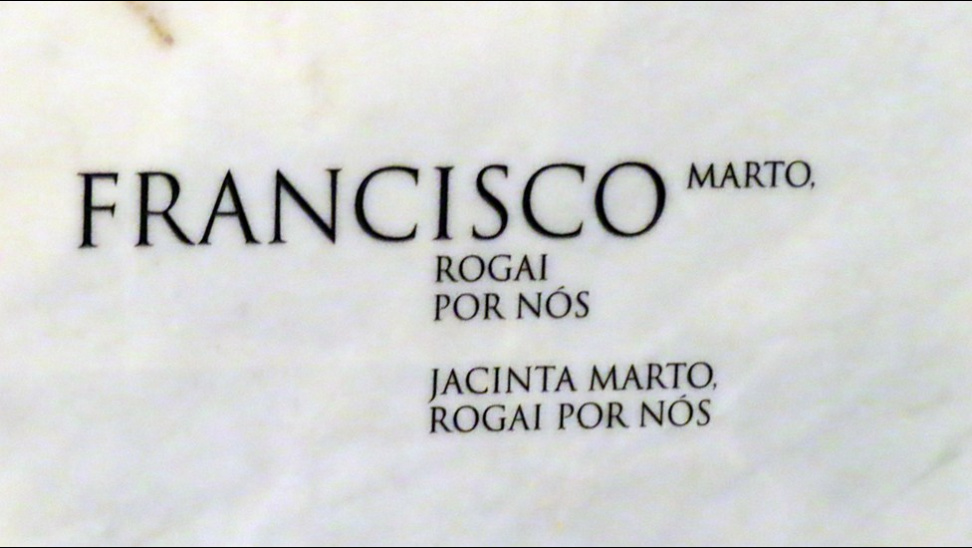 FRANCISCO MARTO,
ROGAI
POR NÓS
JACINTA MARTO,
ROGAI POR NÓS